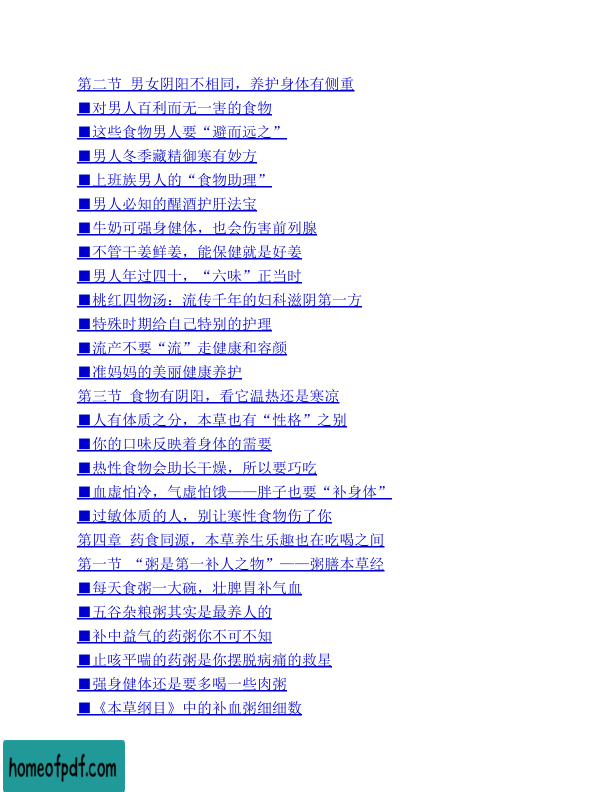 第二节 男女阴阳不相同，养护身体有侧重
■对男人百利而无一害的食物
■这些食物男人要“避而远之”
■男人冬季藏精御寒有妙方
■上班族男人的“食物助理”
■男人必知的醒酒护肝法宝
■牛奶可强身健体，也会伤害前列腺
■不管干姜鲜姜，能保健就是好姜
■男人年过四十，“六味”正当时
■桃红四物汤：流传千年的妇科滋阴第一方
■特殊时期给自己特别的护理
■流产不要“流”走健康和容颜
■准妈妈的美丽健康养护
第三节 食物有阴阳，看它温热还是寒凉
■人有体质之分，本草也有“性格”之别
■你的口味反映着身体的需要
■热性食物会助长干燥，所以要巧吃
■血虚怕冷，气虚怕饿——胖子也要“补身体”
■过敏体质的人，别让寒性食物伤了你
第四章 药食同源，本草养生乐趣也在吃喝之间
第一节 “粥是第一补人之物”——粥膳本草经
■每天食粥一大碗，壮脾胃补气血
■五谷杂粮粥其实是最养人的
■补中益气的药粥你不可不知
■止咳平喘的药粥是你摆脱病痛的救星
■强身健体还是要多喝一些肉粥
■《本草纲目》中的补血粥细细数
homeofpdf.com